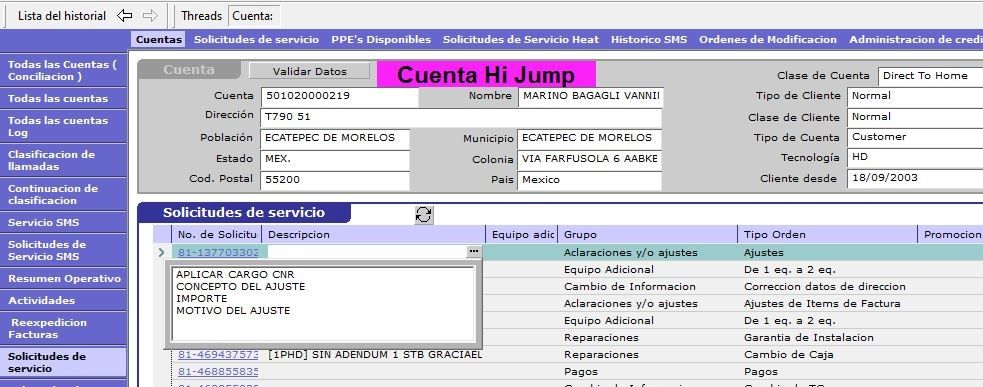 Lista del historial Threads Cuenta:
Cuentas Solicitudes de servicio PPE's Disponibles Solicitudes de Servicio Heat Historico SMS Ordenes de Modificacion Administracion de credi
Todas las Cuentas (
Conciliacion )
Todas las cuentas
Todas las cuentas
Log
Clasificacion de
llamadas
Continuacion de
clasificacion
Servicio SMS
Solicitudes de
Servicio SMS
Resumen Operativo
Actividades
Reexpedicion
Facturas
Solicitudes de
servicio
Cuenta Validar Datos Cuenta Hi Jump Clase de Cuenta Direct To Home
Cuenta 501020000219 Nombre MARINO BAGAGLI VANNII Tipo de Cliente Normal
Dirección T790 51 Clase de Cliente Normal
Población ECATEPEC DE MORELOS Municipio ECATEPEC DE MORELOS Tipo de Cuenta Customer
Estado MEX. Colonia VIA FARFUSOLA 6 AABKE Tecnología HD
Cod. Postal 55200 Pais Mexico Cliente desde 18/09/2003
Solicitudes de servicio
No. de Solicitu Descripcion Equipo adic Grupo Tipo Orden Promocion
81-137703302 Aclaraciones y/o ajustes Ajustes
APLICAR CARGO CNR
CONCEPTO DEL AJUSTE
IMPORTE
MOTIVO DEL AJUSTE
Equipo Adicional De 1 eq. a 2 eq.
Cambio de Informacion Correccion datos de direccion
Aclaraciones y/o ajustes Ajustes de Items de Factura
Equipo Adicional De 1 eq. a 2 eq.
Reparaciones Garantia de Instalacion
81-469437573 [1PHD] SIN ADENDUM 1 STB GRACIAEL Reparaciones Cambio de Caja
81-468855835 Pagos Pagos